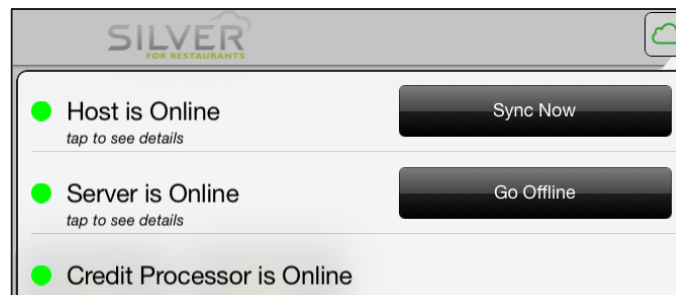 SILVER
FOR RESTAURANTS
Host is Online
tap to see details
Sync Now
Server is Online
tap to see details
Go Offline
Credit Processor is Online